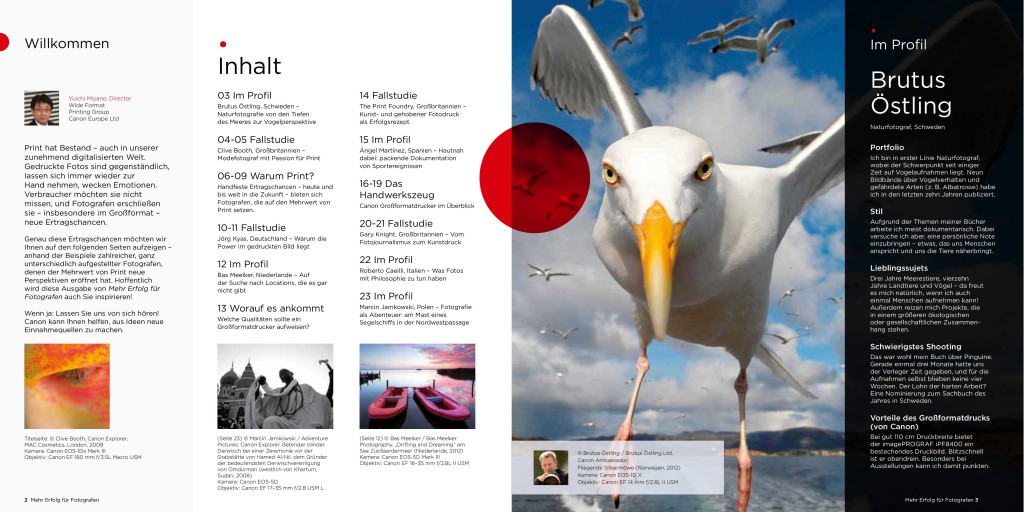 Willkommen
Yuichi Miyano, Director
Wide Format
Printing Group
Canon Europe Ltd
Print hat Bestand – auch in unserer
zunehmend digitalisierten Welt.
Gedruckte Fotos sind gegenständlich,
lassen sich immer wieder zur
Hand nehmen, wecken Emotionen.
Verbraucher möchten sie nicht
missen, und Fotografen erschließen
sie – insbesondere im Großformat –
neue Ertragschancen.
Genau diese Ertragschancen möchten wir
Ihnen auf den folgenden Seiten aufzeigen –
anhand der Beispiele zahlreicher, ganz
unterschiedlich aufgestellter Fotografen,
denen der Mehrwert von Print neue
Perspektiven eröffnet hat. Hoffentlich
wird diese Ausgabe von Mehr Erfolg für
Fotografen auch Sie inspirieren!
Wenn ja: Lassen Sie uns von sich hören!
Canon kann Ihnen helfen, aus Ideen neue
Einnahmequellen zu machen.
Titelseite: © Clive Booth, Canon Explorer,
MAC Cosmetics, London, 2009
Kamera: Canon EOS-1Ds Mark III
Objektiv: Canon EF 180 mm f/3.5L Macro USM
2 Mehr Erfolg für Fotografen
Inhalt
03 Im Profil
Brutus Östling, Schweden –
Naturfotografie von den Tiefen
des Meeres zur Vogelperspektive
04-05 Fallstudie
Clive Booth, Großbritannien –
Modefotograf mit Passion für Print
06-09 Warum Print?
Handfeste Ertragschancen – heute und
bis weit in die Zukunft – bieten sich
Fotografen, die auf den Mehrwert von
Print setzen.
10-11 Fallstudie
Jörg Kyas, Deutschland – Warum die
Power im gedruckten Bild liegt
12 Im Profil
Bas Meelker, Niederlande – Auf
der Suche nach Locations, die es gar
nicht gibt
13 Worauf es ankommt
Welche Qualitäten sollte ein
Großformatdrucker aufweisen?
(Seite 23) © Marcin Jamkowski / Adventure
Pictures, Canon Explorer. Betender blinder
Derwisch bei einer Zeremonie vor der
Grabstätte von Hamed Al-Nil, dem Gründer
der bedeutendsten Derwischvereinigung
von Omdurman (westlich von Khartum,
Sudan, 2008)
Kamera: Canon EOS-5D
Objektiv: Canon EF 17–35 mm f/2.8 USM L
14 Fallstudie
The Print Foundry, Großbritannien –
Kunst- und gehobener Fotodruck
als Erfolgsrezept
15 Im Profil
Ángel Martínez, Spanien – Hautnah
dabei: packende Dokumentation
von Sportereignissen
16-19 Das
Handwerkszeug
Canon Großformatdrucker im Überblick
20-21 Fallstudie
Gary Knight, Großbritannien – Vom
Fotojournalismus zum Kunstdruck
22 Im Profil
Roberto Caeilli, Italien – Was Fotos
mit Philosophie zu tun haben
23 Im Profil
Marcin Jamkowski, Polen – Fotografie
als Abenteuer: am Mast eines
Segelschiffs in der Nordwestpassage
(Seite 12) © Bas Meelker / Bas Meelker
Photography. „Drifting and Dreaming" am
See Zuidlaardermeer (Niederlande, 2012)
Kamera: Canon EOS-5D Mark III
Objektiv: Canon EF 16–35 mm f/2.8L II USM
© Brutus Östling / Brutus Östling Ltd.
Canon Ambassador.
Fliegende Silbermöwe (Norwegen, 2012)
Kamera: Canon EOS-1D X
Objektiv: Canon EF 14 mm f/2.8L II USM
Im Profil
Brutus
Östling
Naturfotograf, Schweden
Portfolio
Ich bin in erster Linie Naturfotograf,
wobei der Schwerpunkt seit einiger
Zeit auf Vogelaufnahmen liegt. Neun
Bildbände über Vogelverhalten und
gefährdete Arten (z. B. Albatrosse) habe
ich in den letzten zehn Jahren publiziert.
Stil
Aufgrund der Themen meiner Bücher
arbeite ich meist dokumentarisch. Dabei
versuche ich aber, eine persönliche Note
einzubringen – etwas, das uns Menschen
anspricht und uns die Tiere näherbringt.
Lieblingssujets
Drei Jahre Meerestiere, vierzehn
Jahre Landtiere und Vögel – da freut
es mich natürlich, wenn ich auch
einmal Menschen aufnehmen kann!
Außerdem reizen mich Projekte, die
in einem größeren ökologischen
oder gesellschaftlichen Zusammen-
hang stehen.
Schwierigstes Shooting
Das war wohl mein Buch über Pinguine.
Gerade einmal drei Monate hatte uns
der Verleger Zeit gegeben, und für die
Aufnahmen selbst blieben keine vier
Wochen. Der Lohn der harten Arbeit?
Eine Nominierung zum Sachbuch des
Jahres in Schweden.
Vorteile des Großformatdrucks
(von Canon)
Bei gut 110 cm Druckbreite bietet
der imagePROGRAF iPF8400 ein
bestechendes Druckbild. Blitzschnell
ist er obendrein. Besonders bei
Ausstellungen kann ich damit punkten.
Mehr Erfolg für Fotografen 3